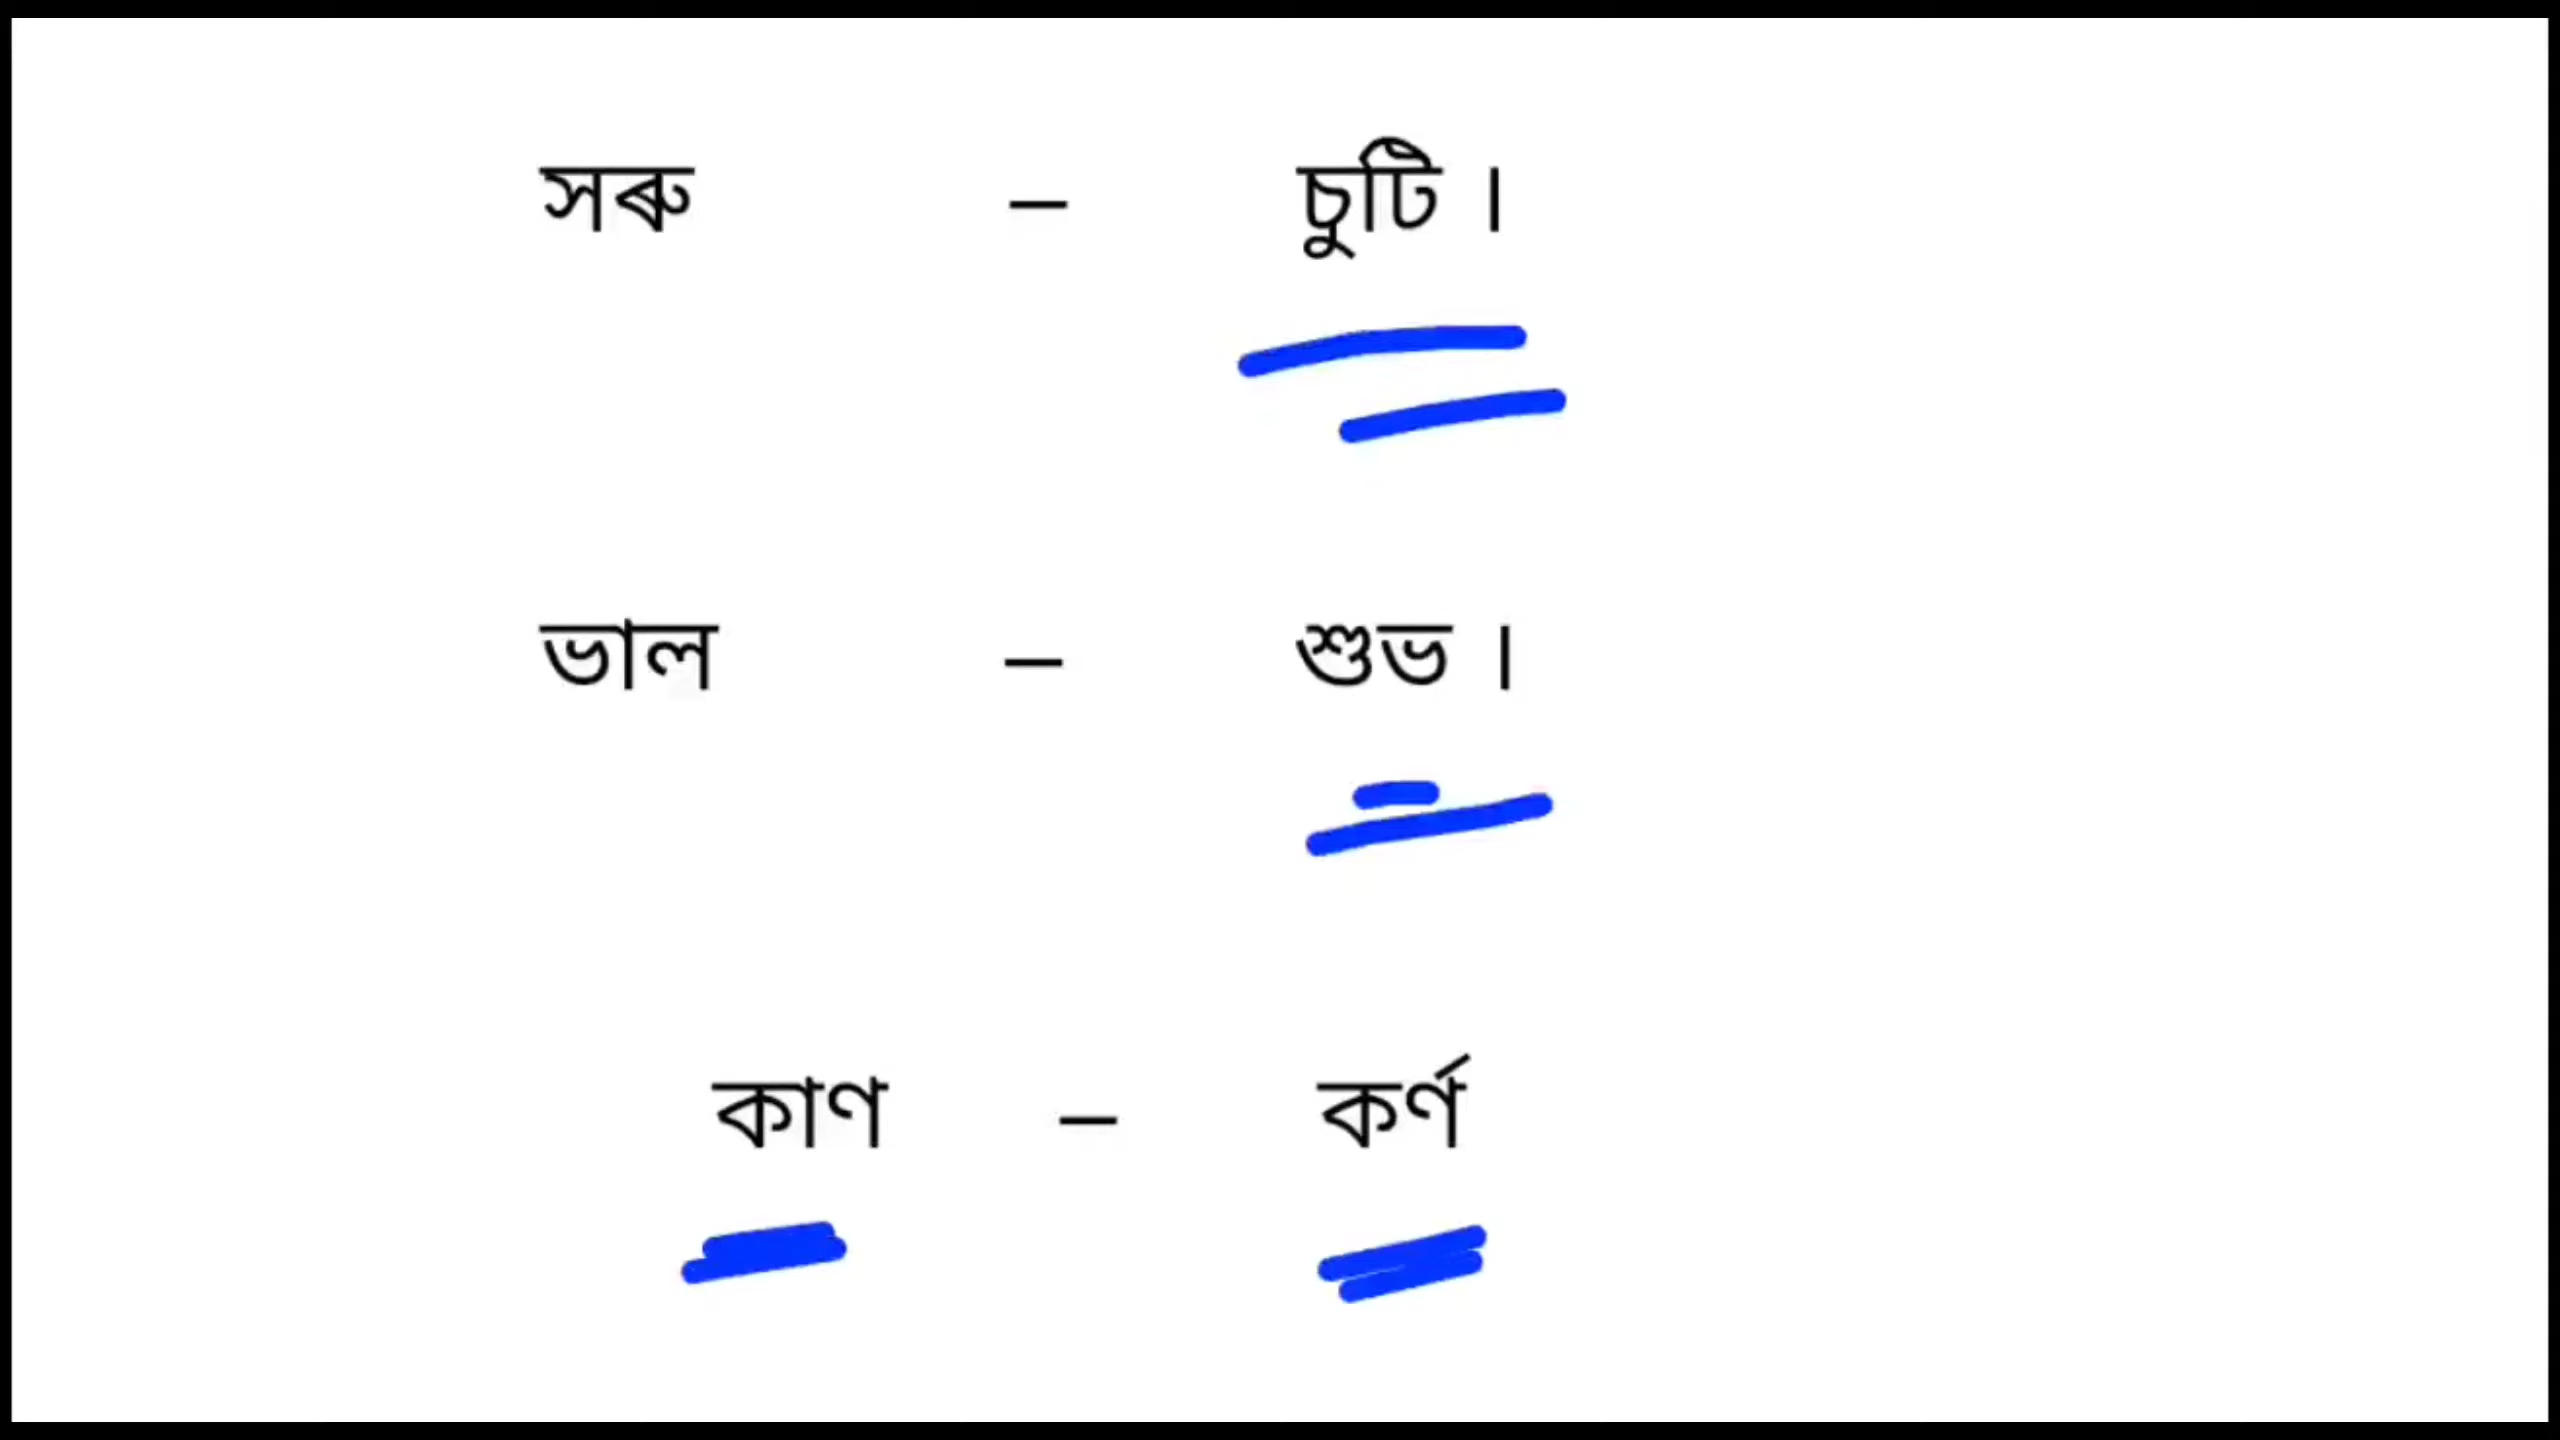 সৰু – চুটি ।
ভাল – শুভ ।
কাণ – কৰ্ণ